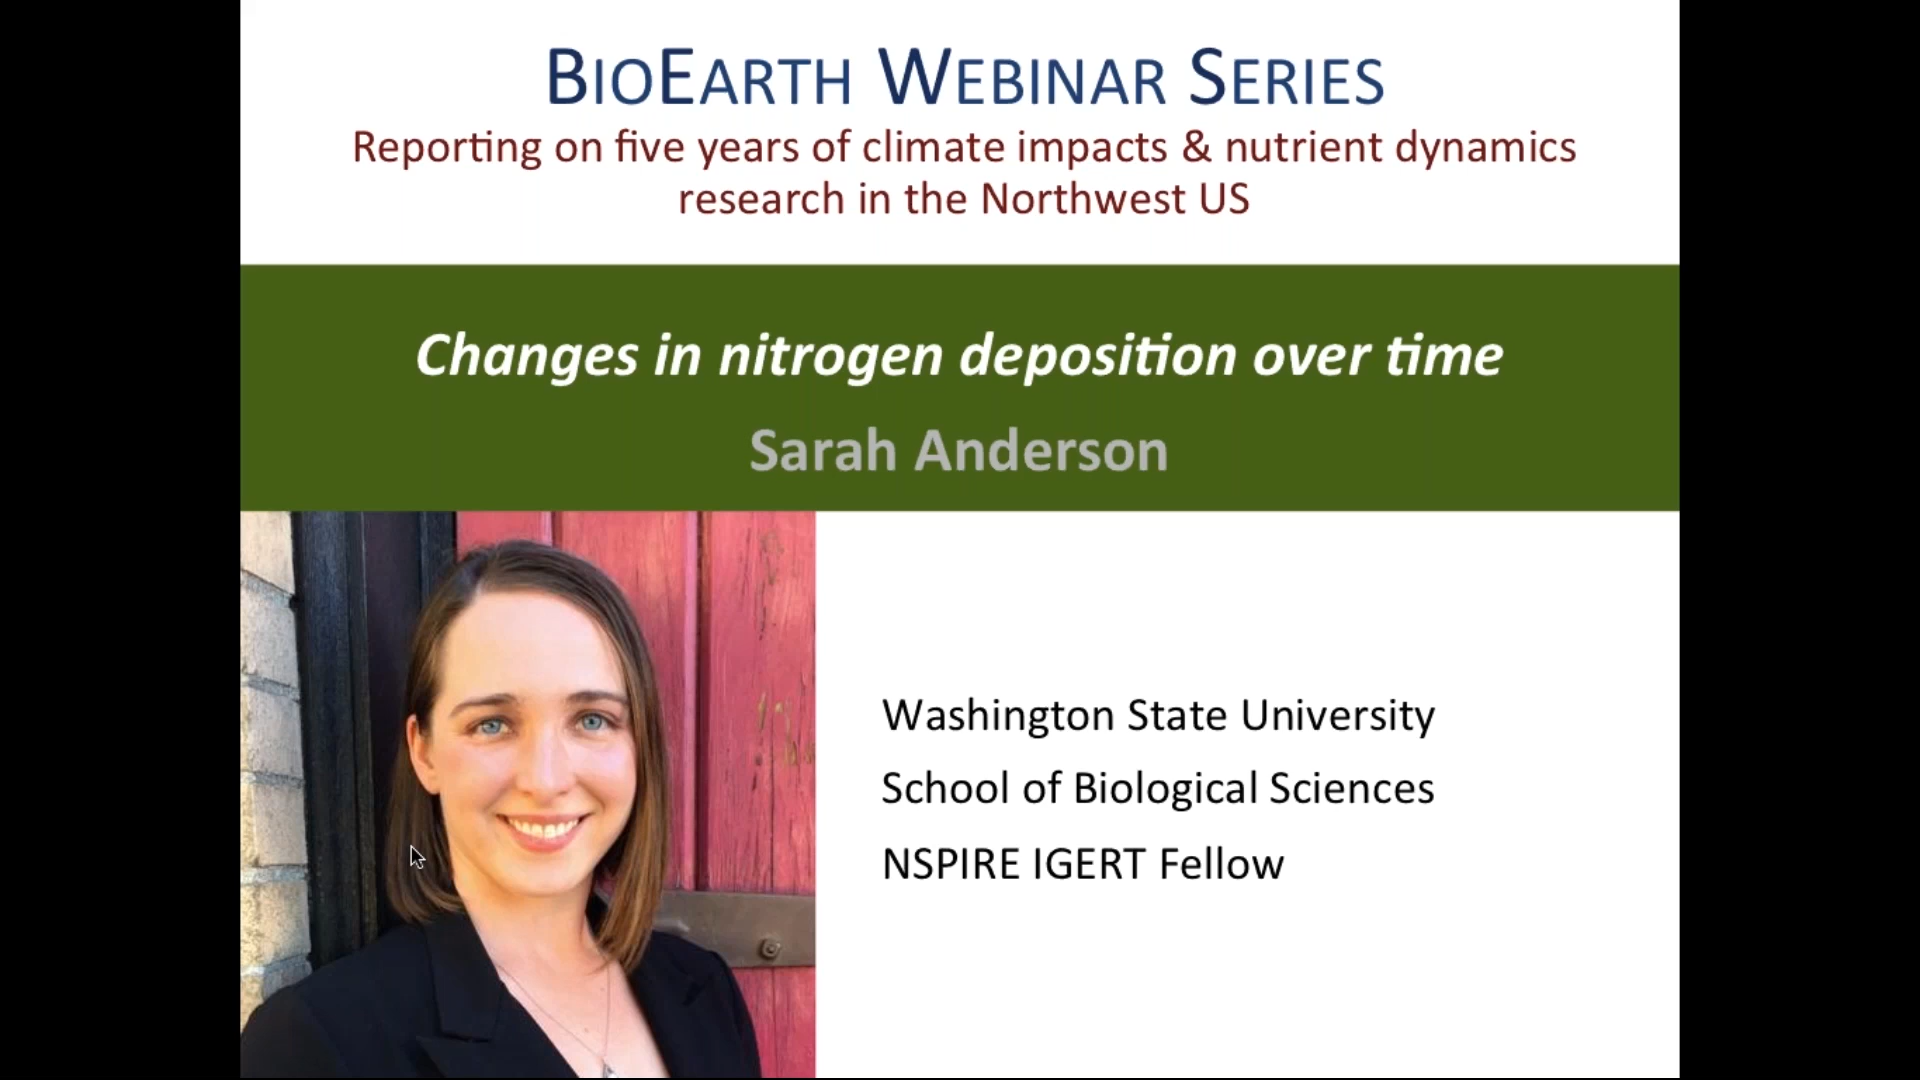 BIOEARTH WEBINAR SERIES
Reporting on five years of climate impacts & nutrient dynamics
research in the Northwest US
Changes in nitrogen deposition over time
Sarah Anderson
Washington State University
School of Biological Sciences
NSPIRE IGERT Fellow